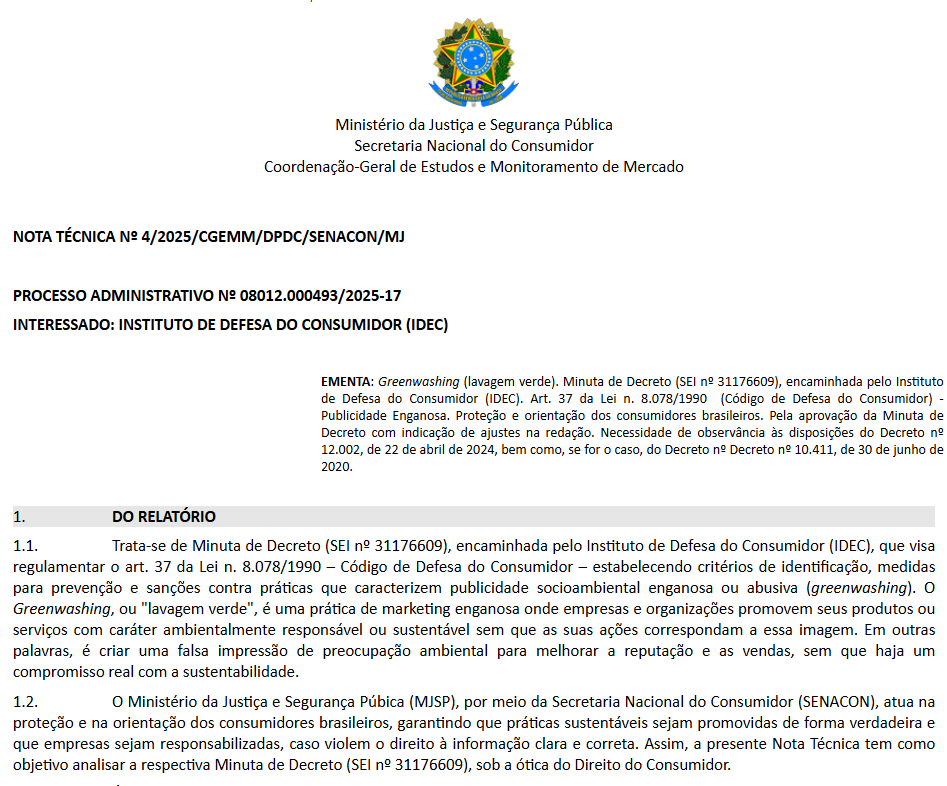 Ministério da Justiça e Segurança Pública
Secretaria Nacional do Consumidor
Coordenação-Geral de Estudos e Monitoramento de Mercado
NOTA TÉCNICA Nº 4/2025/CGEMM/DPDC/SENACON/MJ
PROCESSO ADMINISTRATIVO Nº 08012.000493/2025-17
INTERESSADO: INSTITUTO DE DEFESA DO CONSUMIDOR (IDEC)
EMENTA: Greenwashing (lavagem verde). Minuta de Decreto (SEI nº 31176609), encaminhada pelo Instituto
de Defesa do Consumidor (IDEC). Art. 37 da Lei n. 8.078/1990 (Código de Defesa do Consumidor) -
Publicidade Enganosa. Proteção e orientação dos consumidores brasileiros. Pela aprovação da Minuta de
Decreto com indicação de ajustes na redação. Necessidade de observância às disposições do Decreto nº
12.002, de 22 de abril de 2024, bem como, se for o caso, do Decreto nº Decreto nº 10.411, de 30 de junho de
2020.
1. DO RELATÓRIO
1.1. Trata-se de Minuta de Decreto (SEI nº 31176609), encaminhada pelo Instituto de Defesa do Consumidor (IDEC), que visa
regulamentar o art. 37 da Lei n. 8.078/1990 – Código de Defesa do Consumidor – estabelecendo critérios de identificação, medidas
para prevenção e sanções contra práticas que caracterizem publicidade socioambiental enganosa ou abusiva (greenwashing). O
Greenwashing, ou "lavagem verde", é uma prática de marketing enganosa onde empresas e organizações promovem seus produtos ou
serviços com caráter ambientalmente responsável ou sustentável sem que as suas ações correspondam a essa imagem. Em outras
palavras, é criar uma falsa impressão de preocupação ambiental para melhorar a reputação e as vendas, sem que haja um
compromisso real com a sustentabilidade.
1.2. O Ministério da Justiça e Segurança Púbica (MJSP), por meio da Secretaria Nacional do Consumidor (SENACON), atua na
proteção e na orientação dos consumidores brasileiros, garantindo que práticas sustentáveis sejam promovidas de forma verdadeira e
que empresas sejam responsabilizadas, caso violem o direito à informação clara e correta. Assim, a presente Nota Técnica tem como
objetivo analisar a respectiva Minuta de Decreto (SEI nº 31176609), sob a ótica do Direito do Consumidor.